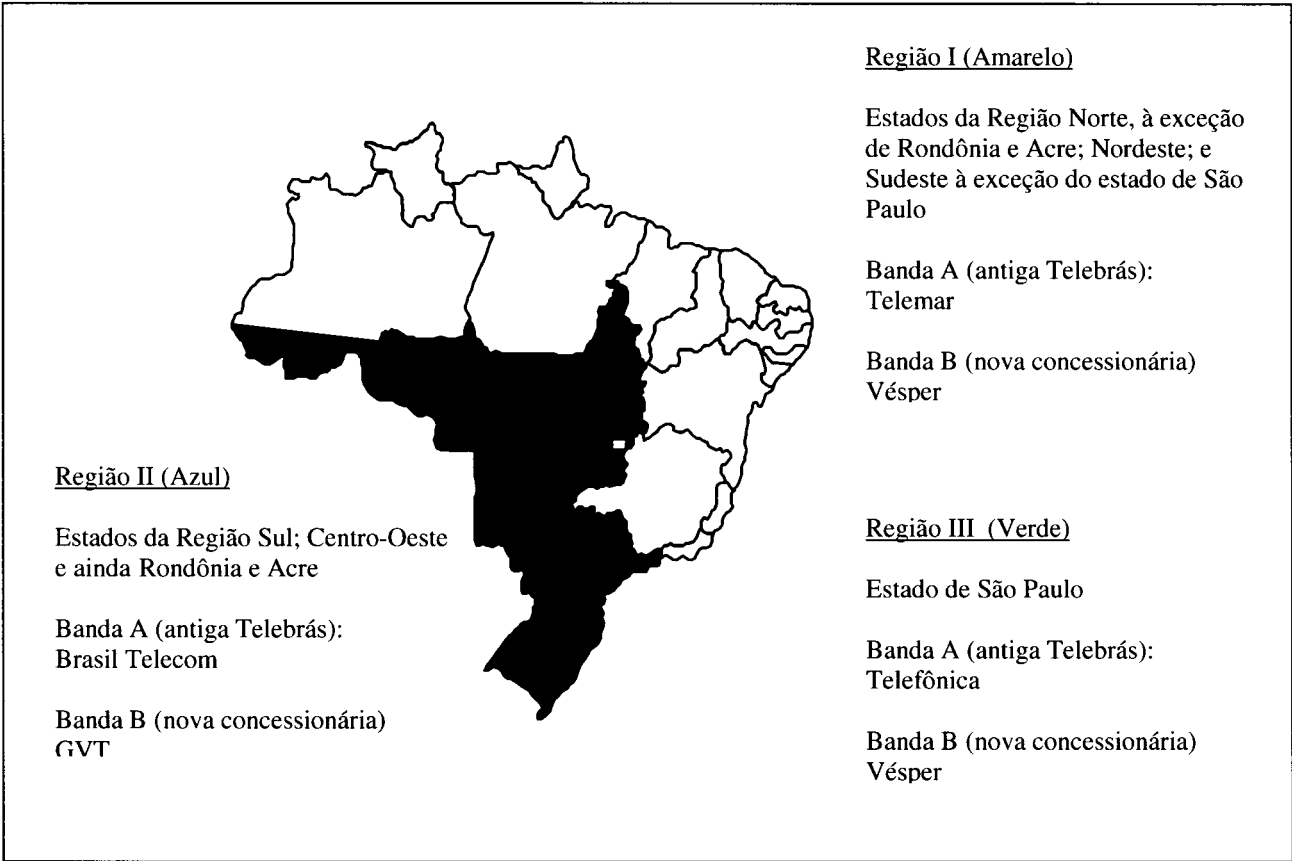 Região I (Amarelo)
Estados da Região Norte, à exceção
de Rondônia e Acre; Nordeste; e
Sudeste à exceção do estado de São
Paulo
Banda A (antiga Telebrás):
Telemar
Banda B (nova concessionária)
Vésper
Região II (Azul)
Estados da Região Sul; Centro-Oeste
e ainda Rondônia e Acre
Banda A (antiga Telebrás):
Brasil Telecom
Banda B (nova concessionária)
GVT
Região III (Verde)
Estado de São Paulo
Banda A (antiga Telebrás):
Telefônica
Banda B (nova concessionária)
Vésper